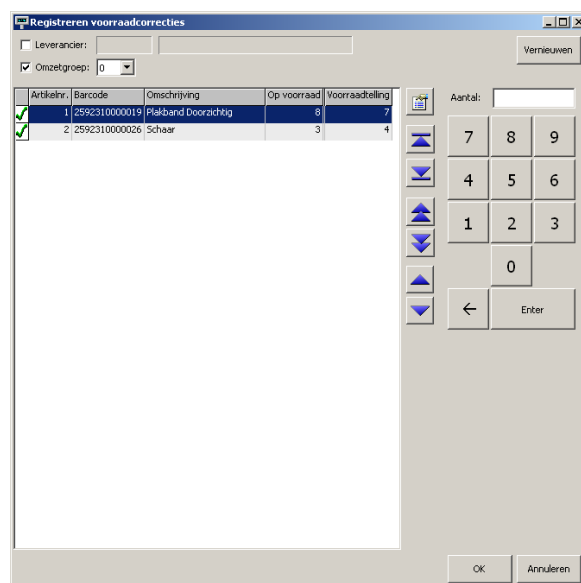 Registreren voorraadcorrecties
Leverancier:
Vernieuwen
Omzetgroep: 0
Artikelnr. Barcode Omschrijving Op voorraad Voorraadtelling
1 2592310000019 Plakband Doorzichtig 8 7
2 2592310000026 Schaar 3 4
Aantal:
7 8 9
4 5 6
1 2 3
0
← Enter
OK Annuleren